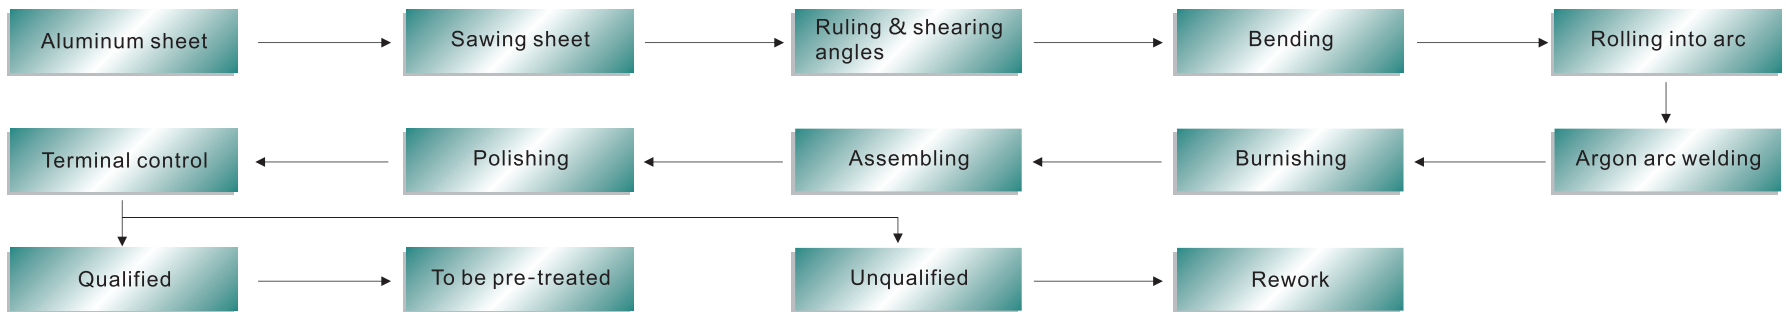 Aluminum sheet
Sawing sheet
Ruling & shearing
angles
Bending
Rolling into arc
Terminal control
Polishing
Assembling
Burnishing
Argon arc welding
Qualified
To be pre-treated
Unqualified
Rework